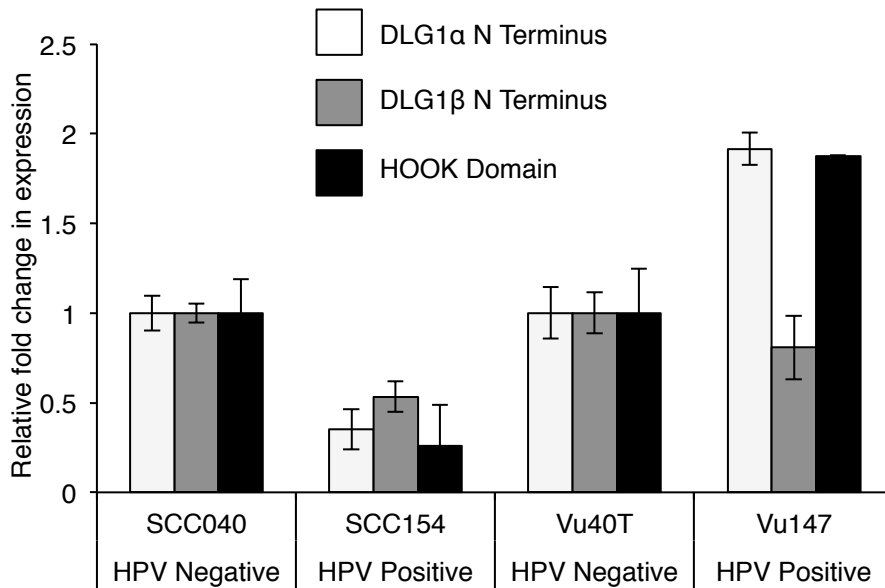 DLG1α N Terminus
DLG1β N Terminus
HOOK Domain
Relative fold change in expression
2.5
2
1.5
1
0.5
0
SCC040 SCC154 Vu40T Vu147
HPV Negative HPV Positive HPV Negative HPV Positive